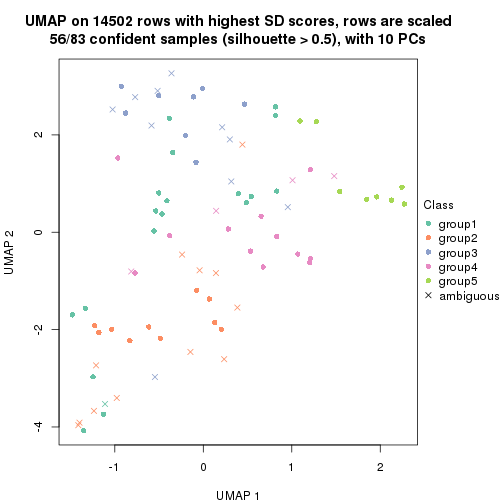 UMAP on 14502 rows with highest SD scores, rows are scaled
56/83 confident samples (silhouette > 0.5), with 10 PCs
2
0
-2
-4
UMAP 2
-1
0
1
2
UMAP 1
Class
group1
group2
group3
group4
group5
ambiguous